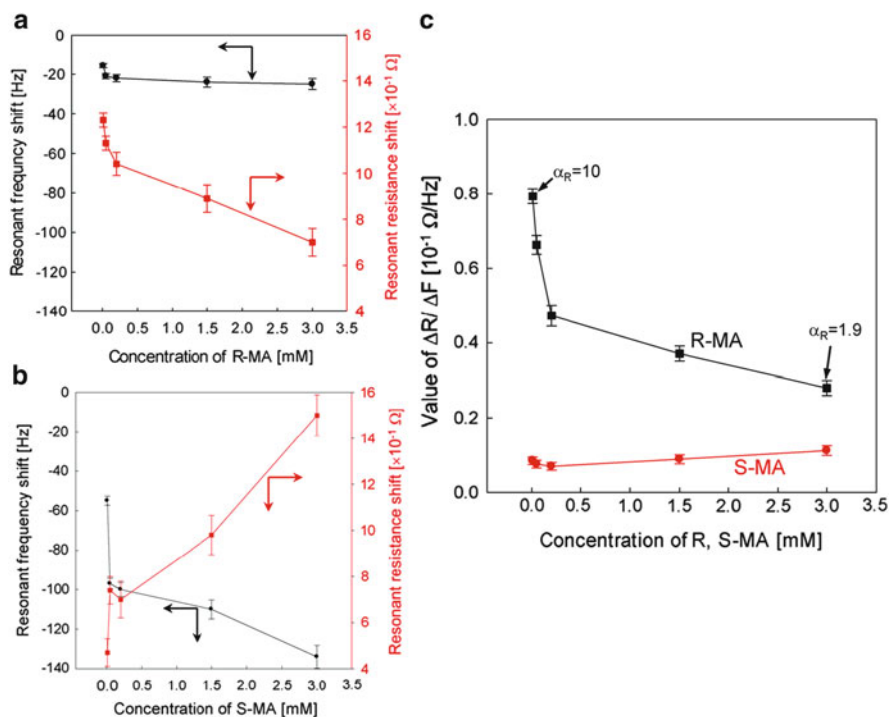 a
Resonant frequncy shift [Hz]
0
-20
-40
-60
-80
-100
-120
-140
16
14
12
10
8
6
4
Resonant resistance shift [×10⁻¹ Ω]
0.0 0.5 1.0 1.5 2.0 2.5 3.0 3.5
Concentration of R-MA [mM]
b
Resonant frequency shift [Hz]
0
-20
-40
-60
-80
-100
-120
-140
16
15
10
8
6
4
Resonant resistance shift [×10⁻¹ Ω]
0.0 0.5 1.0 1.5 2.0 2.5 3.0 3.5
Concentration of S-MA [mM]
c
Value of ΔR/ ΔF [10⁻¹ Ω/Hz]
1.0
0.8
0.6
0.4
0.2
0.0
α_R=10
R-MA
α_R=1.9
S-MA
0.0 0.5 1.0 1.5 2.0 2.5 3.0 3.5
Concentration of R, S-MA [mM]